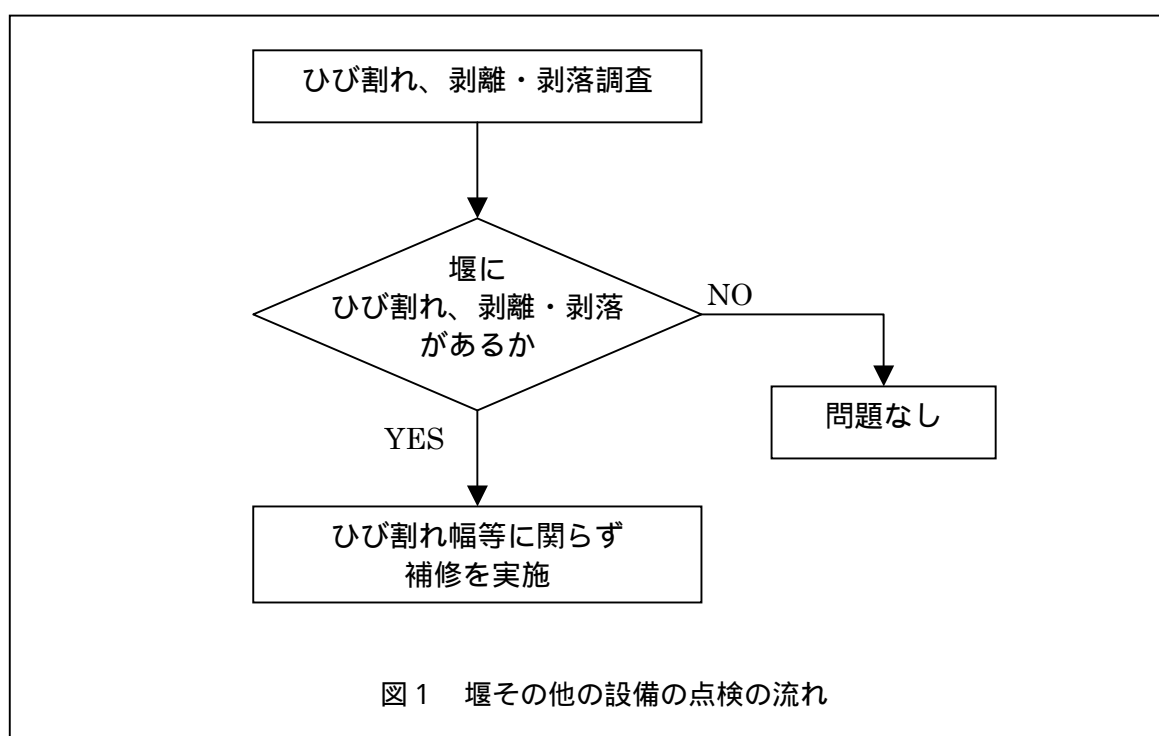 ひび割れ、剥離・剥落調査
堰に
ひび割れ、剥離・剥落
があるか
NO
問題なし
YES
ひび割れ幅等に関らず
補修を実施
図1 堰その他の設備の点検の流れ